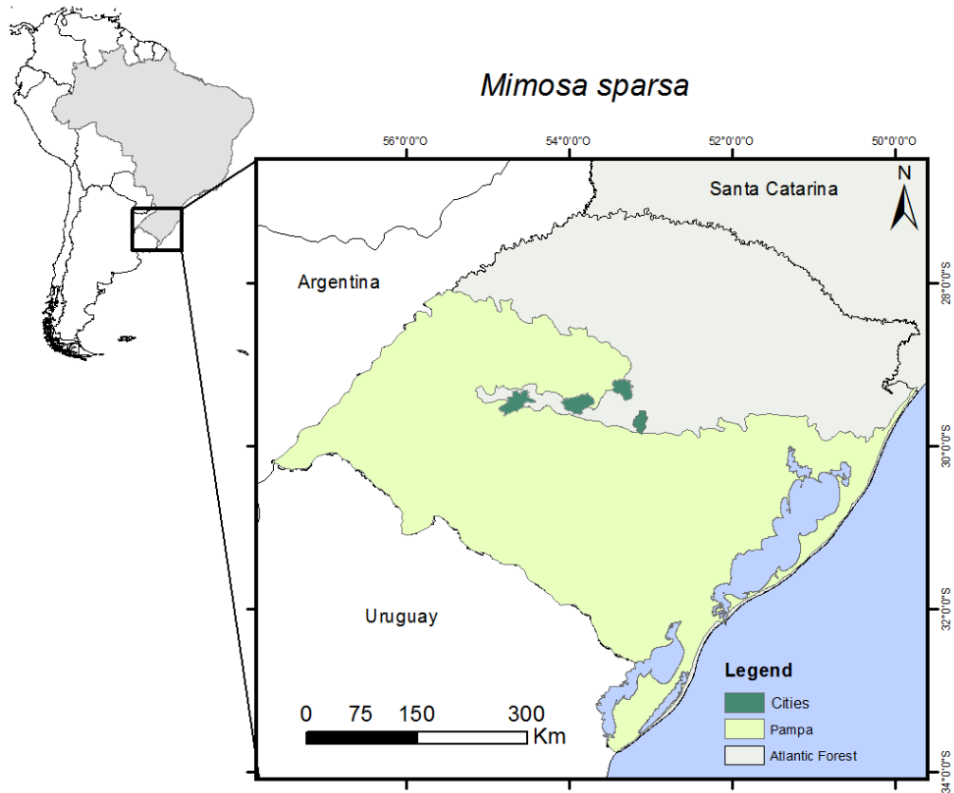 Mimosa sparsa
56°0'0"O
54°0'0"O
52°0'0"O
50°0'0"O
N
Santa Catarina
Argentina
28°0'0"S
30°0'0"S
Uruguay
32°0'0"S
Legend
Cities
Pampa
Atlantic Forest
0 75 150 300
Km
34°0'0"S